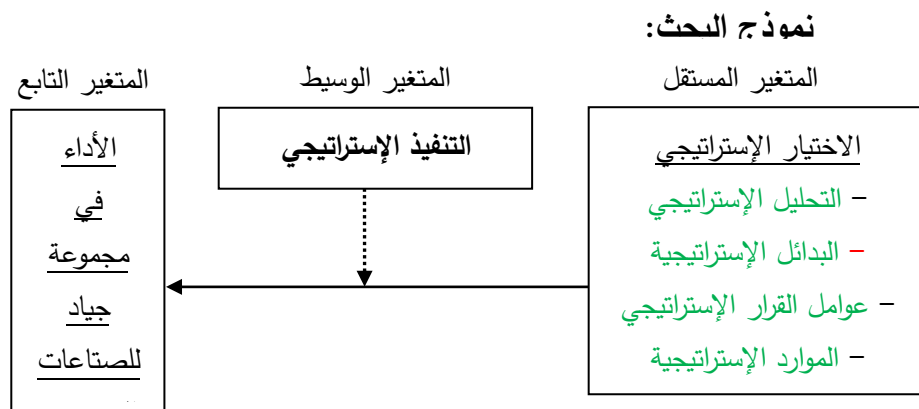 نموذج البحث:
المتغير المستقل
المتغير الوسيط
المتغير التابع
الاختيار الإستراتيجي
– التحليل الإستراتيجي
– البدائل الإستراتيجية
– عوامل القرار الإستراتيجي
– الموارد الإستراتيجية
التنفيذ الإستراتيجي
الأداء
في
مجموعة
جياد
للصتاعات